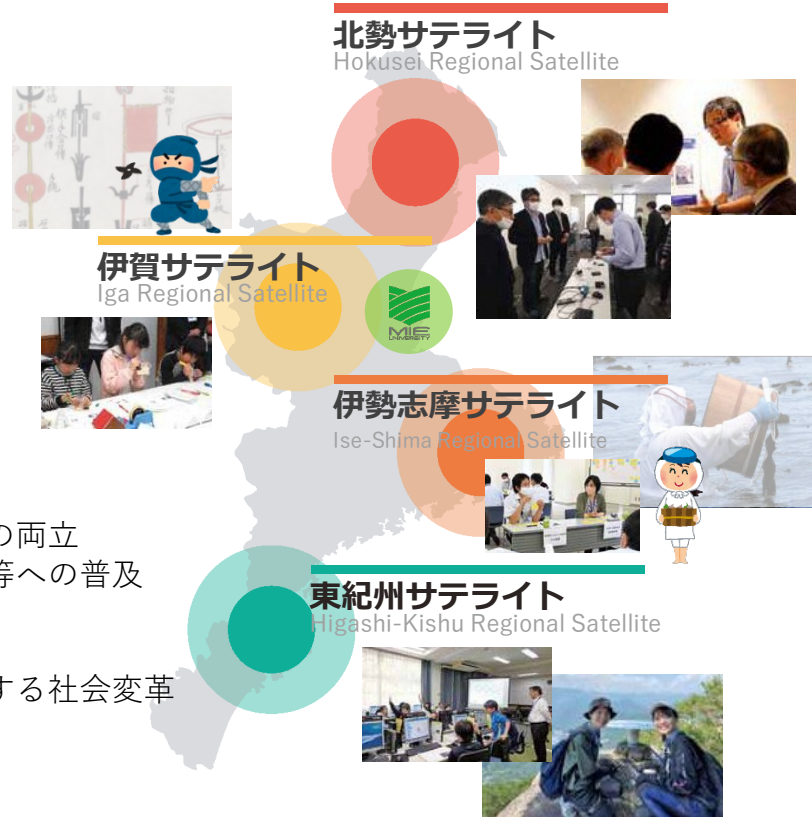 北勢サテライト
Hokusei Regional Satellite
伊賀サテライト
Iga Regional Satellite
MIE
UNIVERSITY
伊勢志摩サテライト
Ise-Shima Regional Satellite
の両立
等への普及
東紀州サテライト
Higashi-Kishu Regional Satellite
する社会変革